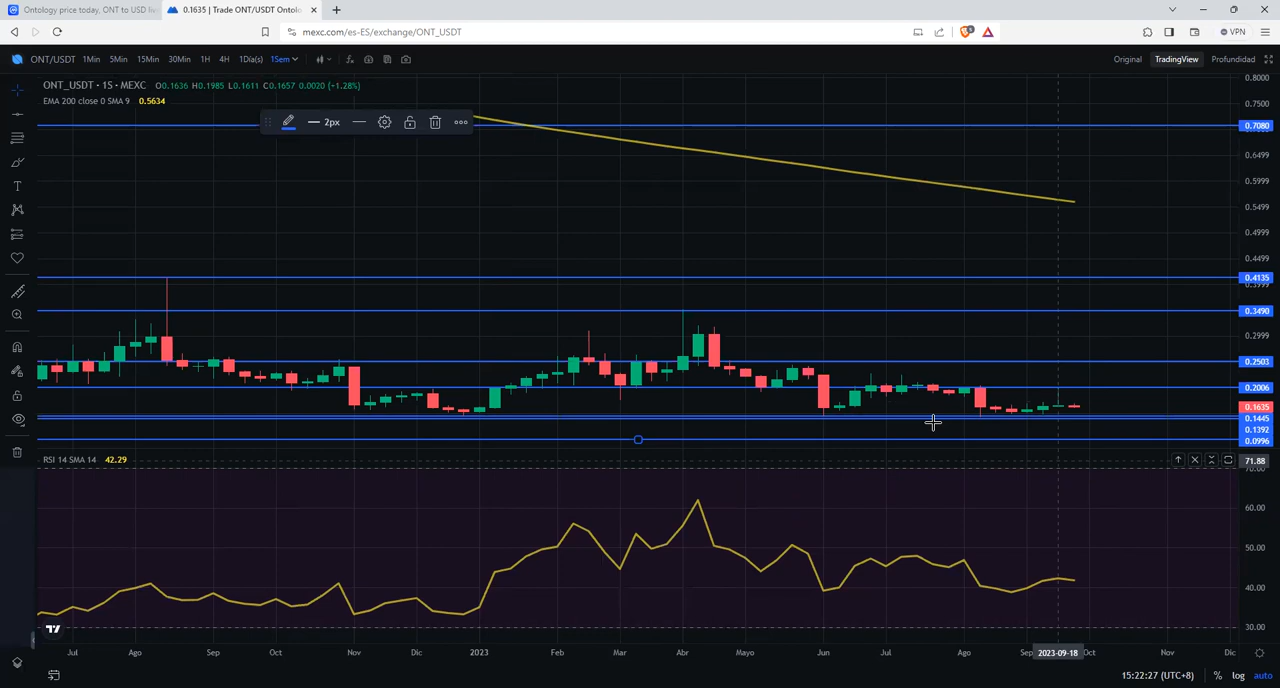 Ontology price today, ONT to USD liv
0.1635 | Trade ONT/USDT Ontolo
mexc.com/es-ES/exchange/ONT_USDT
VPN
ONT/USDT 1Min 5Min 15Min 30Min 1H 4H 1Día(s) 1Sem
Original TradingView Profundidad
ONT_USDT · 15 · MEXC O0.1636 H0.1985 L0.1611 C0.1657 0.0020 (+1.28%)
EMA 200 close 0 SMA 9 0.5634
2px
0.8000
0.7500
0.7080
0.6499
0.5999
0.5499
0.4999
0.4499
0.4135
0.3999
0.3490
0.2999
0.2503
0.2006
0.1635
0.1445
0.1392
0.0996
RSI 14 SMA 14 42.29
71.88
70.00
60.00
50.00
40.00
30.00
Jul Ago Sep Oct Nov Dic 2023 Feb Mar Abr Mayo Jun Jul Ago Sep 2023-09-18 Oct Nov Dic
15:22:27 (UTC+8) % log auto